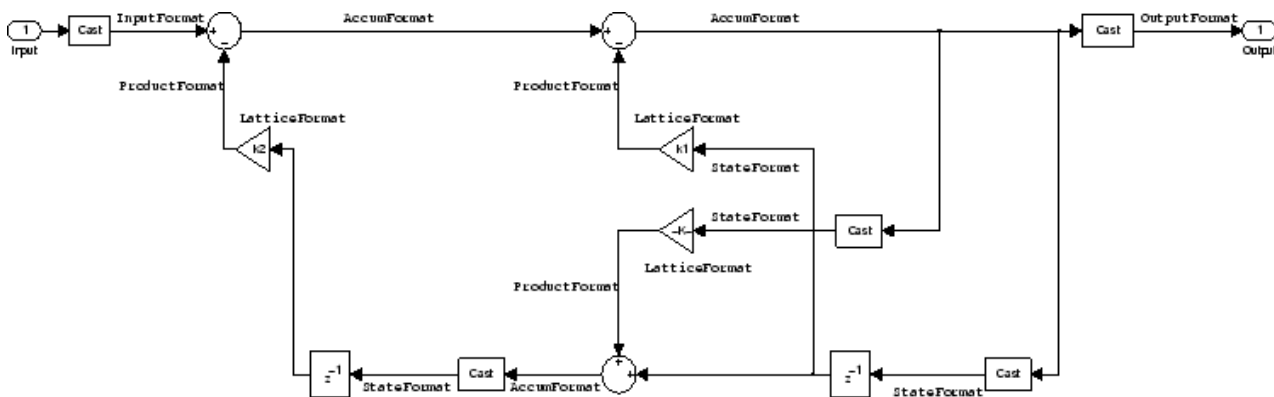 InputFormat
AccumFormat
AccumFormat
OutputFormat
1
Cast
+
−
+
−
Cast
1
Input
Output
ProductFormat
ProductFormat
LatticeFormat
LatticeFormat
k2
k1
StateFormat
StateFormat
-K-
Cast
LatticeFormat
ProductFormat
+
z-1
Cast
+
z-1
Cast
StateFormat
AccumFormat
StateFormat